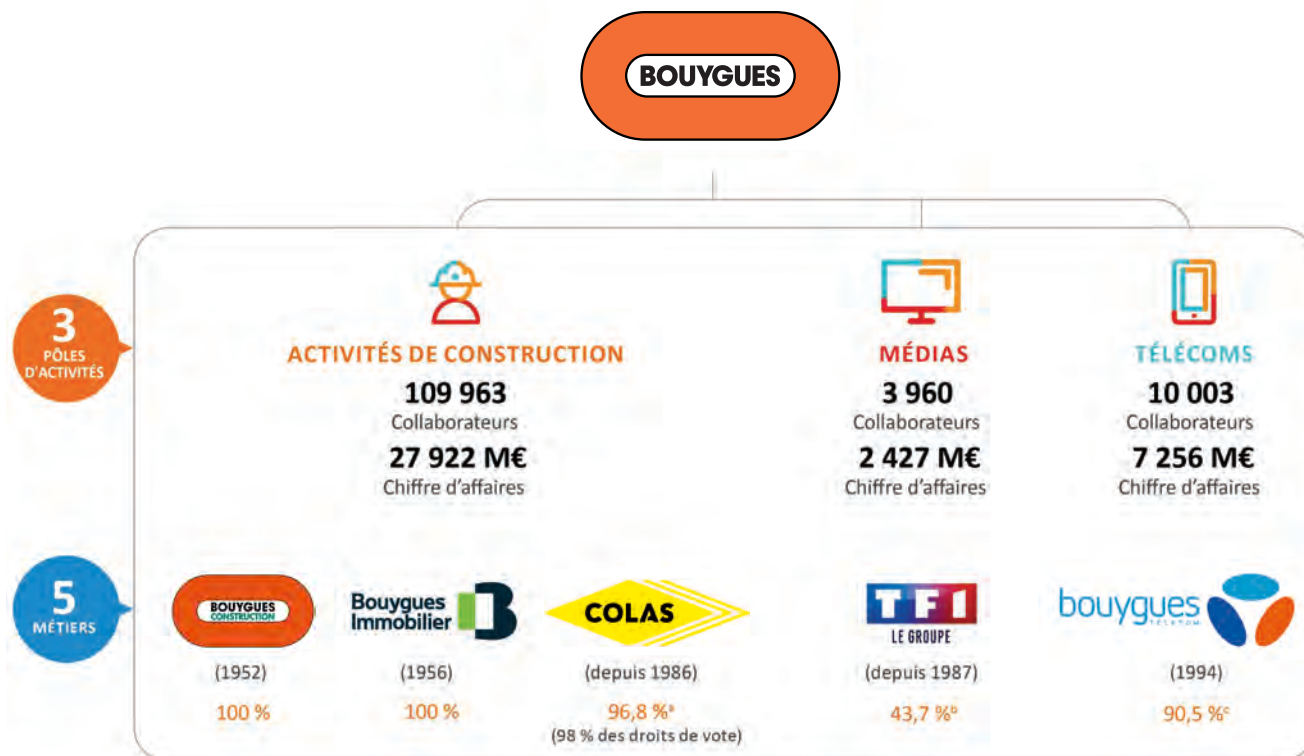 BOUYGUES
3
PÔLES
D'ACTIVITÉS
ACTIVITÉS DE CONSTRUCTION
109 963
Collaborateurs
27 922 M€
Chiffre d'affaires
MÉDIAS
3 960
Collaborateurs
2 427 M€
Chiffre d'affaires
TÉLÉCOMS
10 003
Collaborateurs
7 256 M€
Chiffre d'affaires
5
MÉTIERS
BOUYGUES
CONSTRUCTION
(1952)
100 %
Bouygues
Immobilier
(1956)
100 %
COLAS
(depuis 1986)
96,8 %ᵃ
(98 % des droits de vote)
TF1
LE GROUPE
(depuis 1987)
43,7 %ᵇ
bouygues
TELECOM
(1994)
90,5 %ᶜ